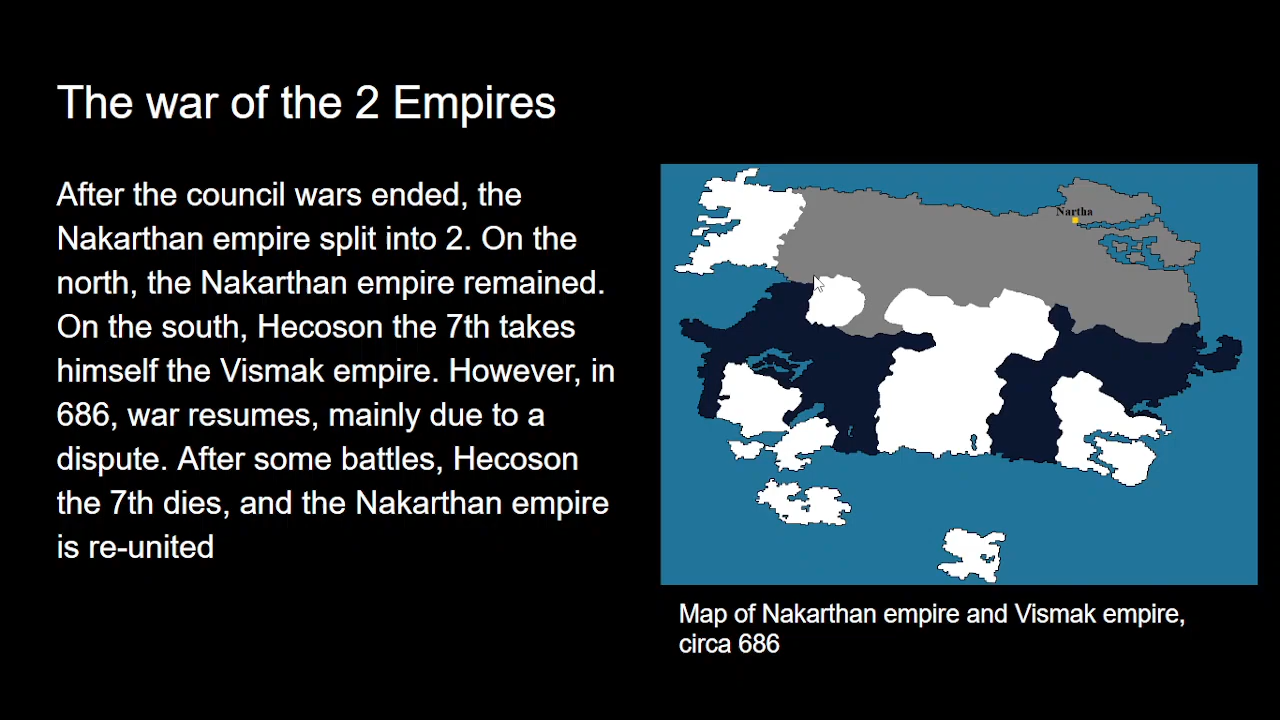 The war of the 2 Empires
After the council wars ended, the
Nakarthan empire split into 2. On the
north, the Nakarthan empire remained.
On the south, Hecoson the 7th takes
himself the Vismak empire. However, in
686, war resumes, mainly due to a
dispute. After some battles, Hecoson
the 7th dies, and the Nakarthan empire
is re-united
Nartha
Map of Nakarthan empire and Vismak empire,
circa 686